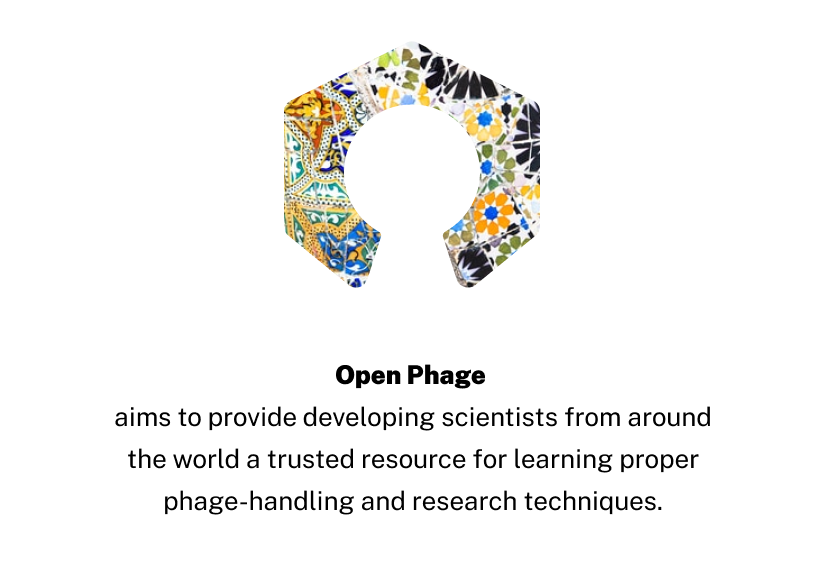 Open Phage
aims to provide developing scientists from around
the world a trusted resource for learning proper
phage-handling and research techniques.